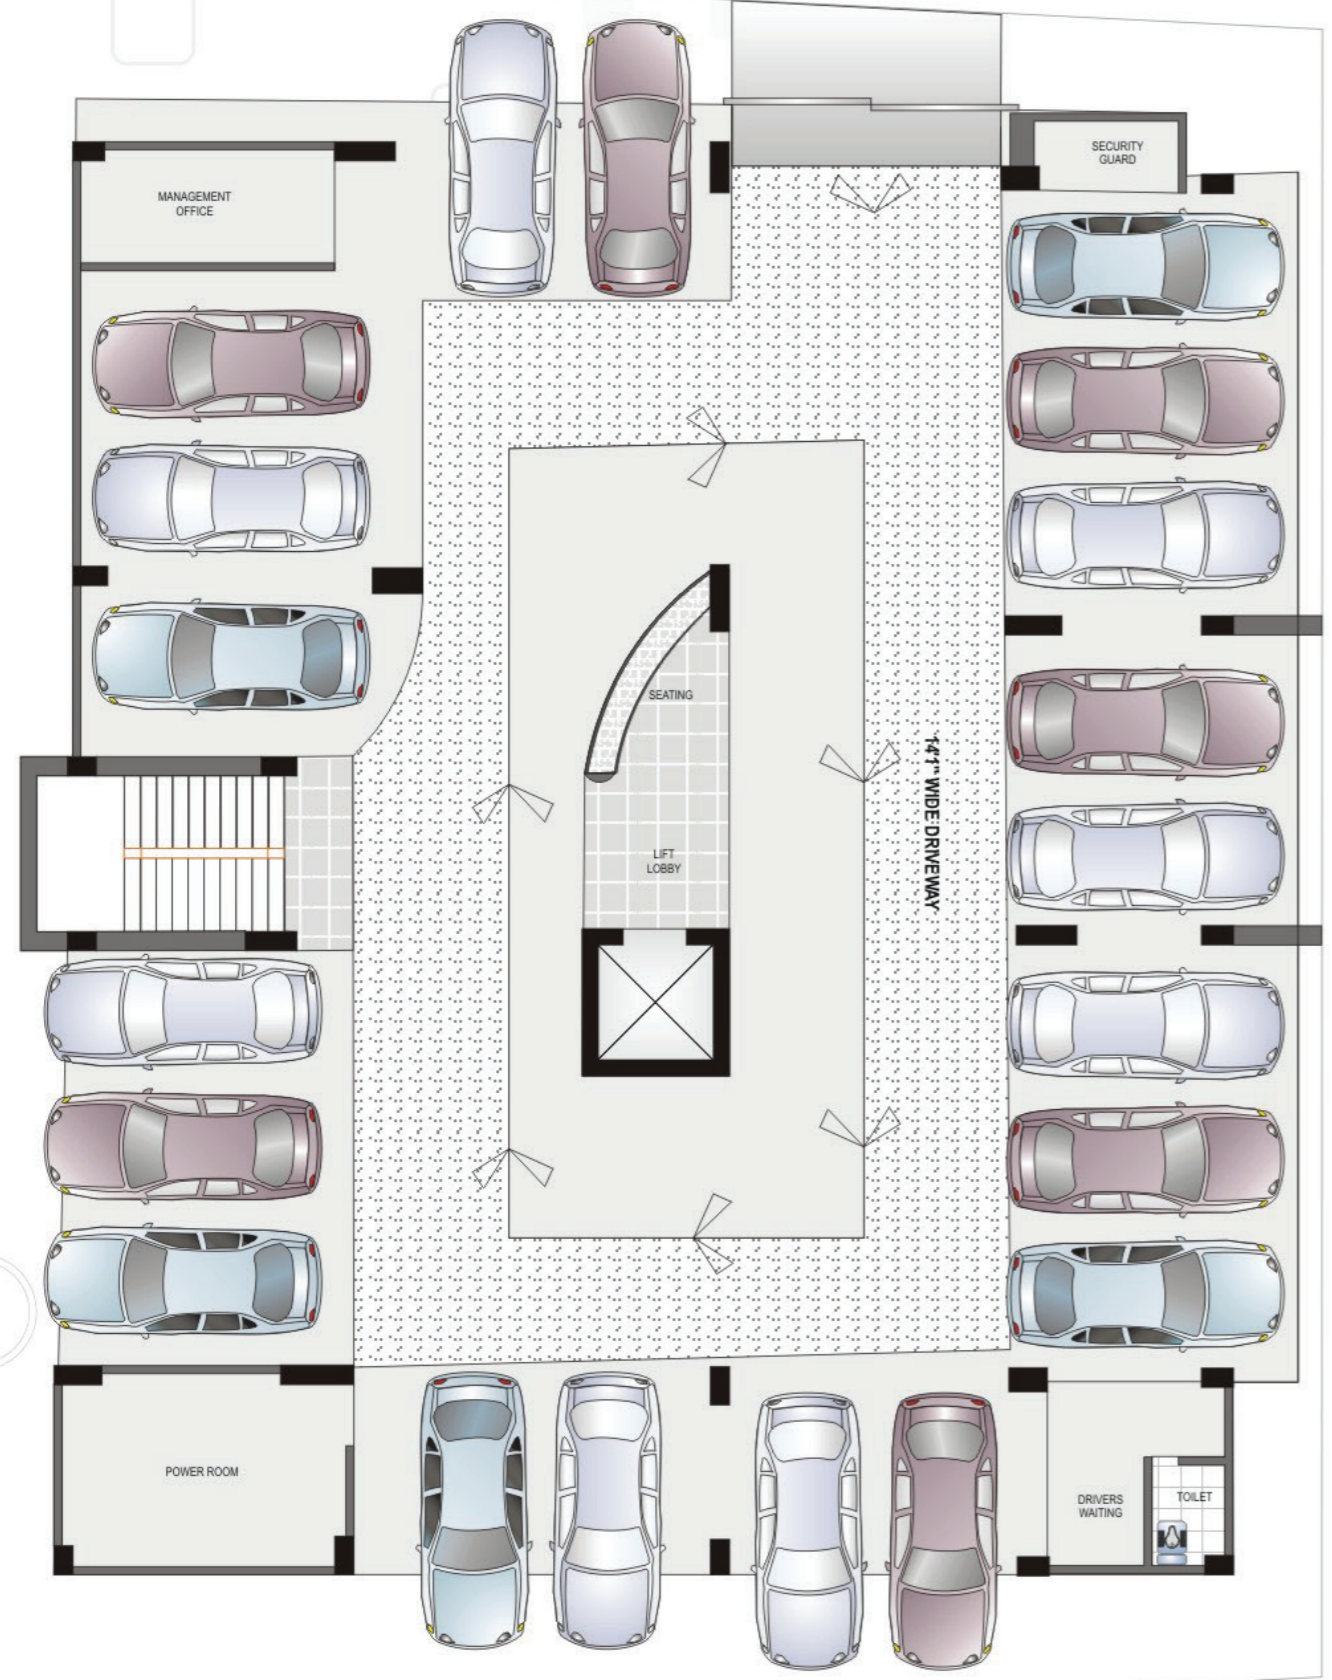 SECURITY
GUARD
MANAGEMENT
OFFICE
SEATING
14'1" WIDE DRIVEWAY
LIFT
LOBBY
POWER ROOM
DRIVERS
WAITING
TOILET